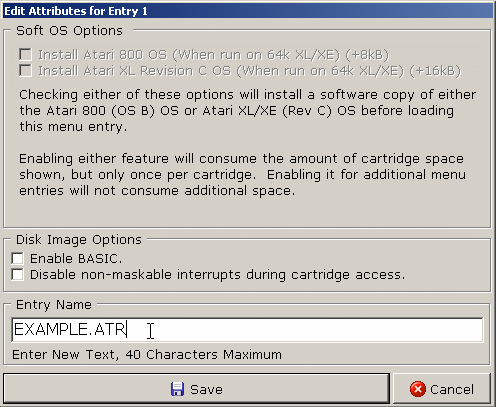 Edit Attributes for Entry 1
Soft OS Options
Install Atari 800 OS (When run on 64k XL/XE) (+8kB)
Install Atari XL Revision C OS (When run on 64k XL/XE) (+16kB)
Checking either of these options will install a software copy of either
the Atari 800 (OS B) OS or Atari XL/XE (Rev C) OS before loading
this menu entry.
Enabling either feature will consume the amount of cartridge space
shown, but only once per cartridge.  Enabling it for additional menu
entries will not consume additional space.
Disk Image Options
Enable BASIC.
Disable non-maskable interrupts during cartridge access.
Entry Name
EXAMPLE.ATR
Enter New Text, 40 Characters Maximum
Save
Cancel